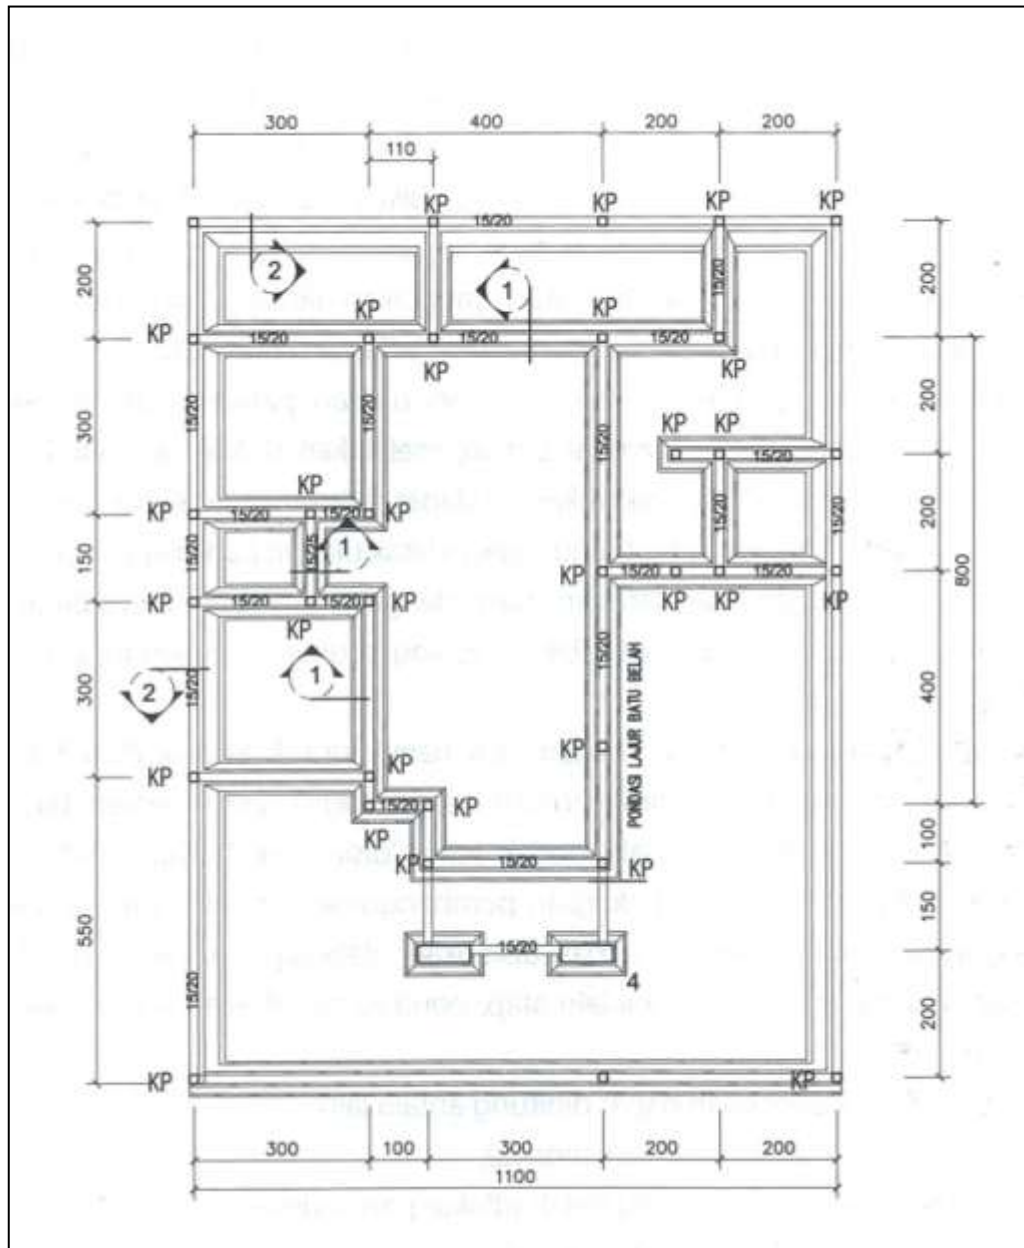 300 400 200 200
110
KP KP KP KP
15/20
200 2 1 15/20 200
KP KP
15/20 15/20 15/20
KP KP
300 15/20 15/20 15/20 200
KP KP
15/20
KP
KP 15/20 15/20 KP
15/20 15/20 200
150 15/20 15/15 1
KP 15/20 15/20 800
KP 15/20 15/20 KP
KP KP KP KP
15/20
1
300 2 15/20 400
PONDASI LAJUR BATU BELAH
KP
KP KP
15/20 KP
KP 100
KP 15/20 KP
150
15/20
550 4
15/20 200
KP KP
300 100 300 200 200
1100